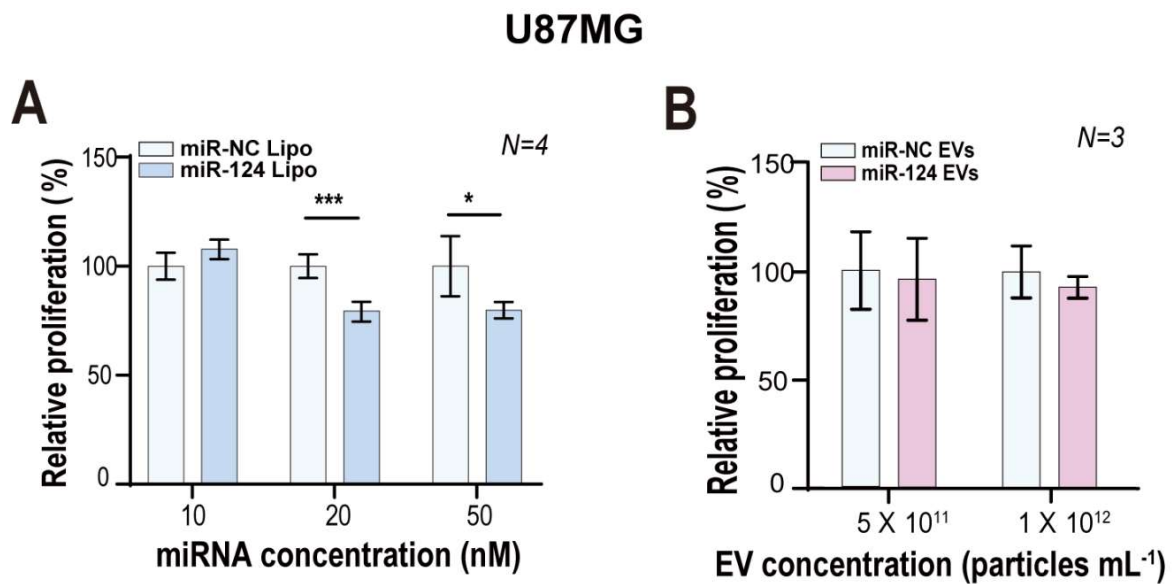 U87MG
A
miR-NC Lipo
miR-124 Lipo
N=4
Relative proliferation (%)
150
100
50
0
***
*
10 20 50
miRNA concentration (nM)
B
miR-NC EVs
miR-124 EVs
N=3
Relative proliferation (%)
150
100
50
0
5 X 10¹¹ 1 X 10¹²
EV concentration (particles mL⁻¹)